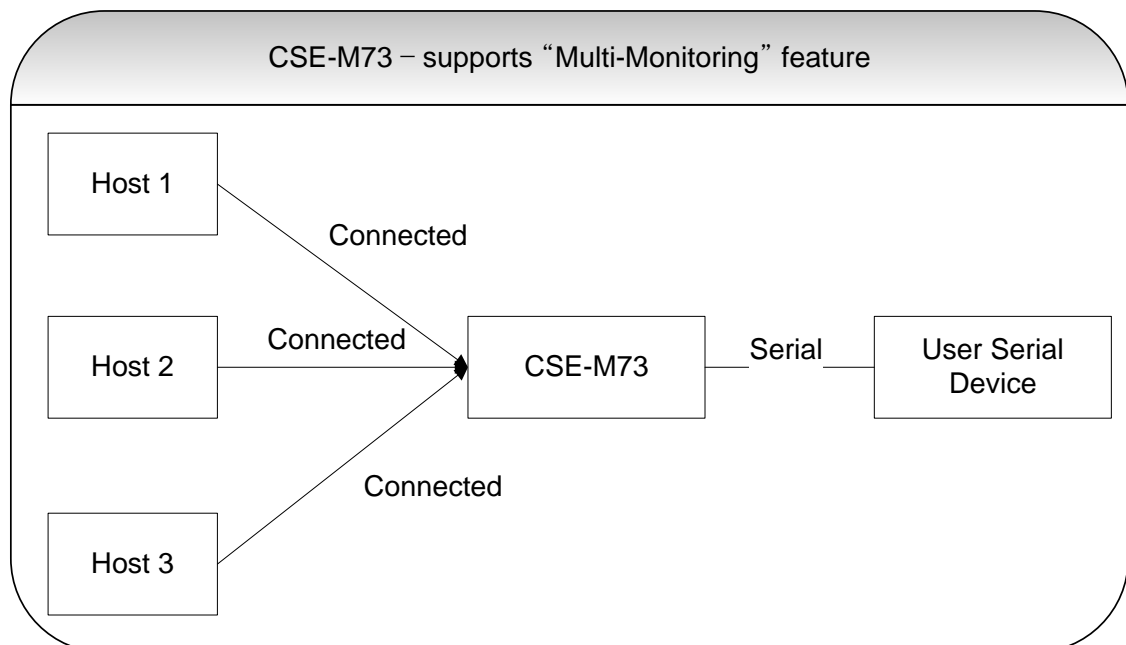 CSE-M73 – supports “Multi-Monitoring” feature
Host 1
Connected
Host 2
Connected
CSE-M73
Serial
User Serial
Device
Connected
Host 3